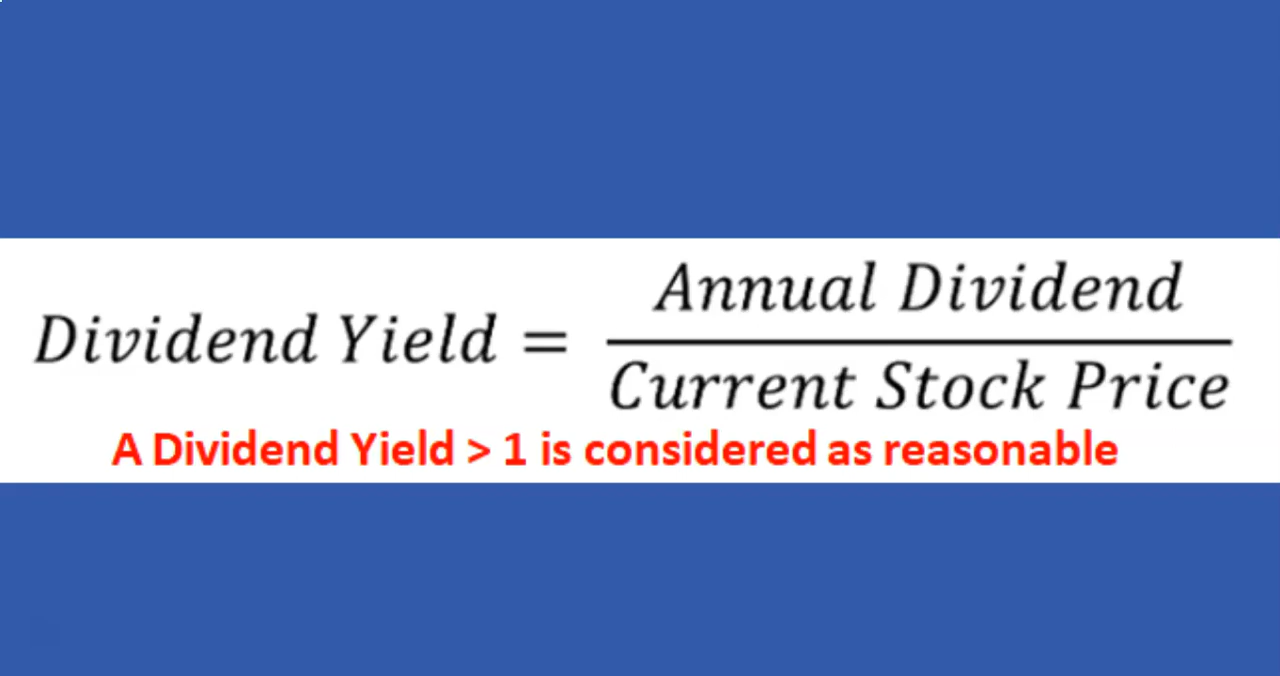 Dividend Yield = Annual Dividend / Current Stock Price
A Dividend Yield > 1 is considered as reasonable